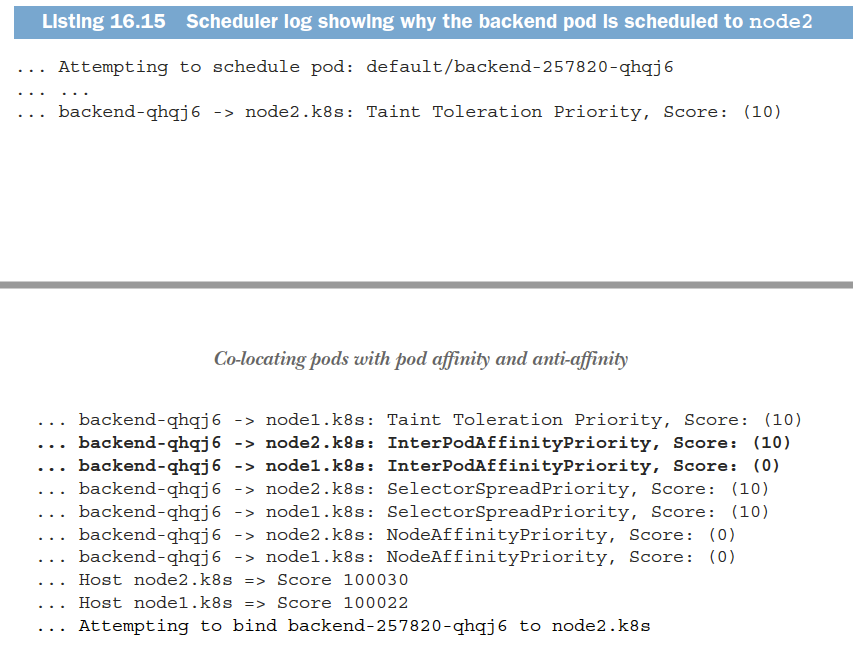 Listing 16.15 Scheduler log showing why the backend pod is scheduled to node2
... Attempting to schedule pod: default/backend-257820-qhqj6
... ...
... backend-qhqj6 -> node2.k8s: Taint Toleration Priority, Score: (10)
Co-locating pods with pod affinity and anti-affinity
... backend-qhqj6 -> node1.k8s: Taint Toleration Priority, Score: (10)
... backend-qhqj6 -> node2.k8s: InterPodAffinityPriority, Score: (10)
... backend-qhqj6 -> node1.k8s: InterPodAffinityPriority, Score: (0)
... backend-qhqj6 -> node2.k8s: SelectorSpreadPriority, Score: (10)
... backend-qhqj6 -> node1.k8s: SelectorSpreadPriority, Score: (10)
... backend-qhqj6 -> node2.k8s: NodeAffinityPriority, Score: (0)
... backend-qhqj6 -> node1.k8s: NodeAffinityPriority, Score: (0)
... Host node2.k8s => Score 100030
... Host node1.k8s => Score 100022
... Attempting to bind backend-257820-qhqj6 to node2.k8s